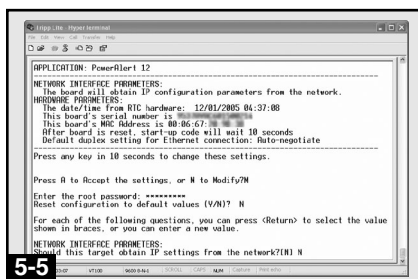 Tripp Lite - HyperTerminal
File Edit View Call Transfer Help
APPLICATION: PowerAlert 12
NETWORK INTERFACE PARAMETERS:
The board will obtain IP configuration parameters from the network.
HARDWARE PARAMETERS:
The date/time from RTC hardware: 12/01/2005 04:37:08
This board's serial number is
This board's MAC Address is 00:06:67:
After board is reset, start-up code will wait 10 seconds
Default duplex setting for Ethernet connection: Auto-negotiate
Press any key in 10 seconds to change these settings.
Press A to Accept the settings, or N to Modify?M
Enter the root password: *********
Reset configuration to default values (Y/N)? N
For each of the following questions, you can press <Return> to select the value
shown in braces, or you can enter a new value.
NETWORK INTERFACE PARAMETERS:
Should this target obtain IP settings from the network?[N] N
5-5
VT100 9600 8-N-1 SCROLL CAPS NUM Capture Print echo